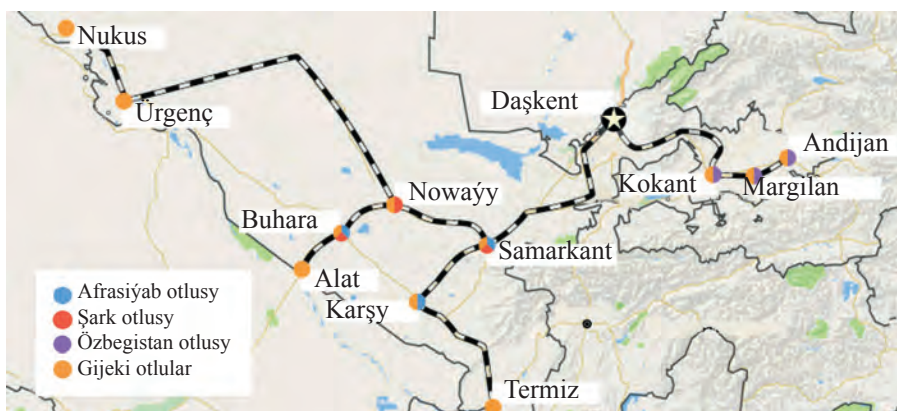 Nukus
Ürgenç
Daşkent
Andijan
Kokant
Margilan
Nowaýy
Buhara
Samarkant
Alat
Karşy
Termiz
Afrasiýab otlusy
Şark otlusy
Özbegistan otlusy
Gijeki otlular